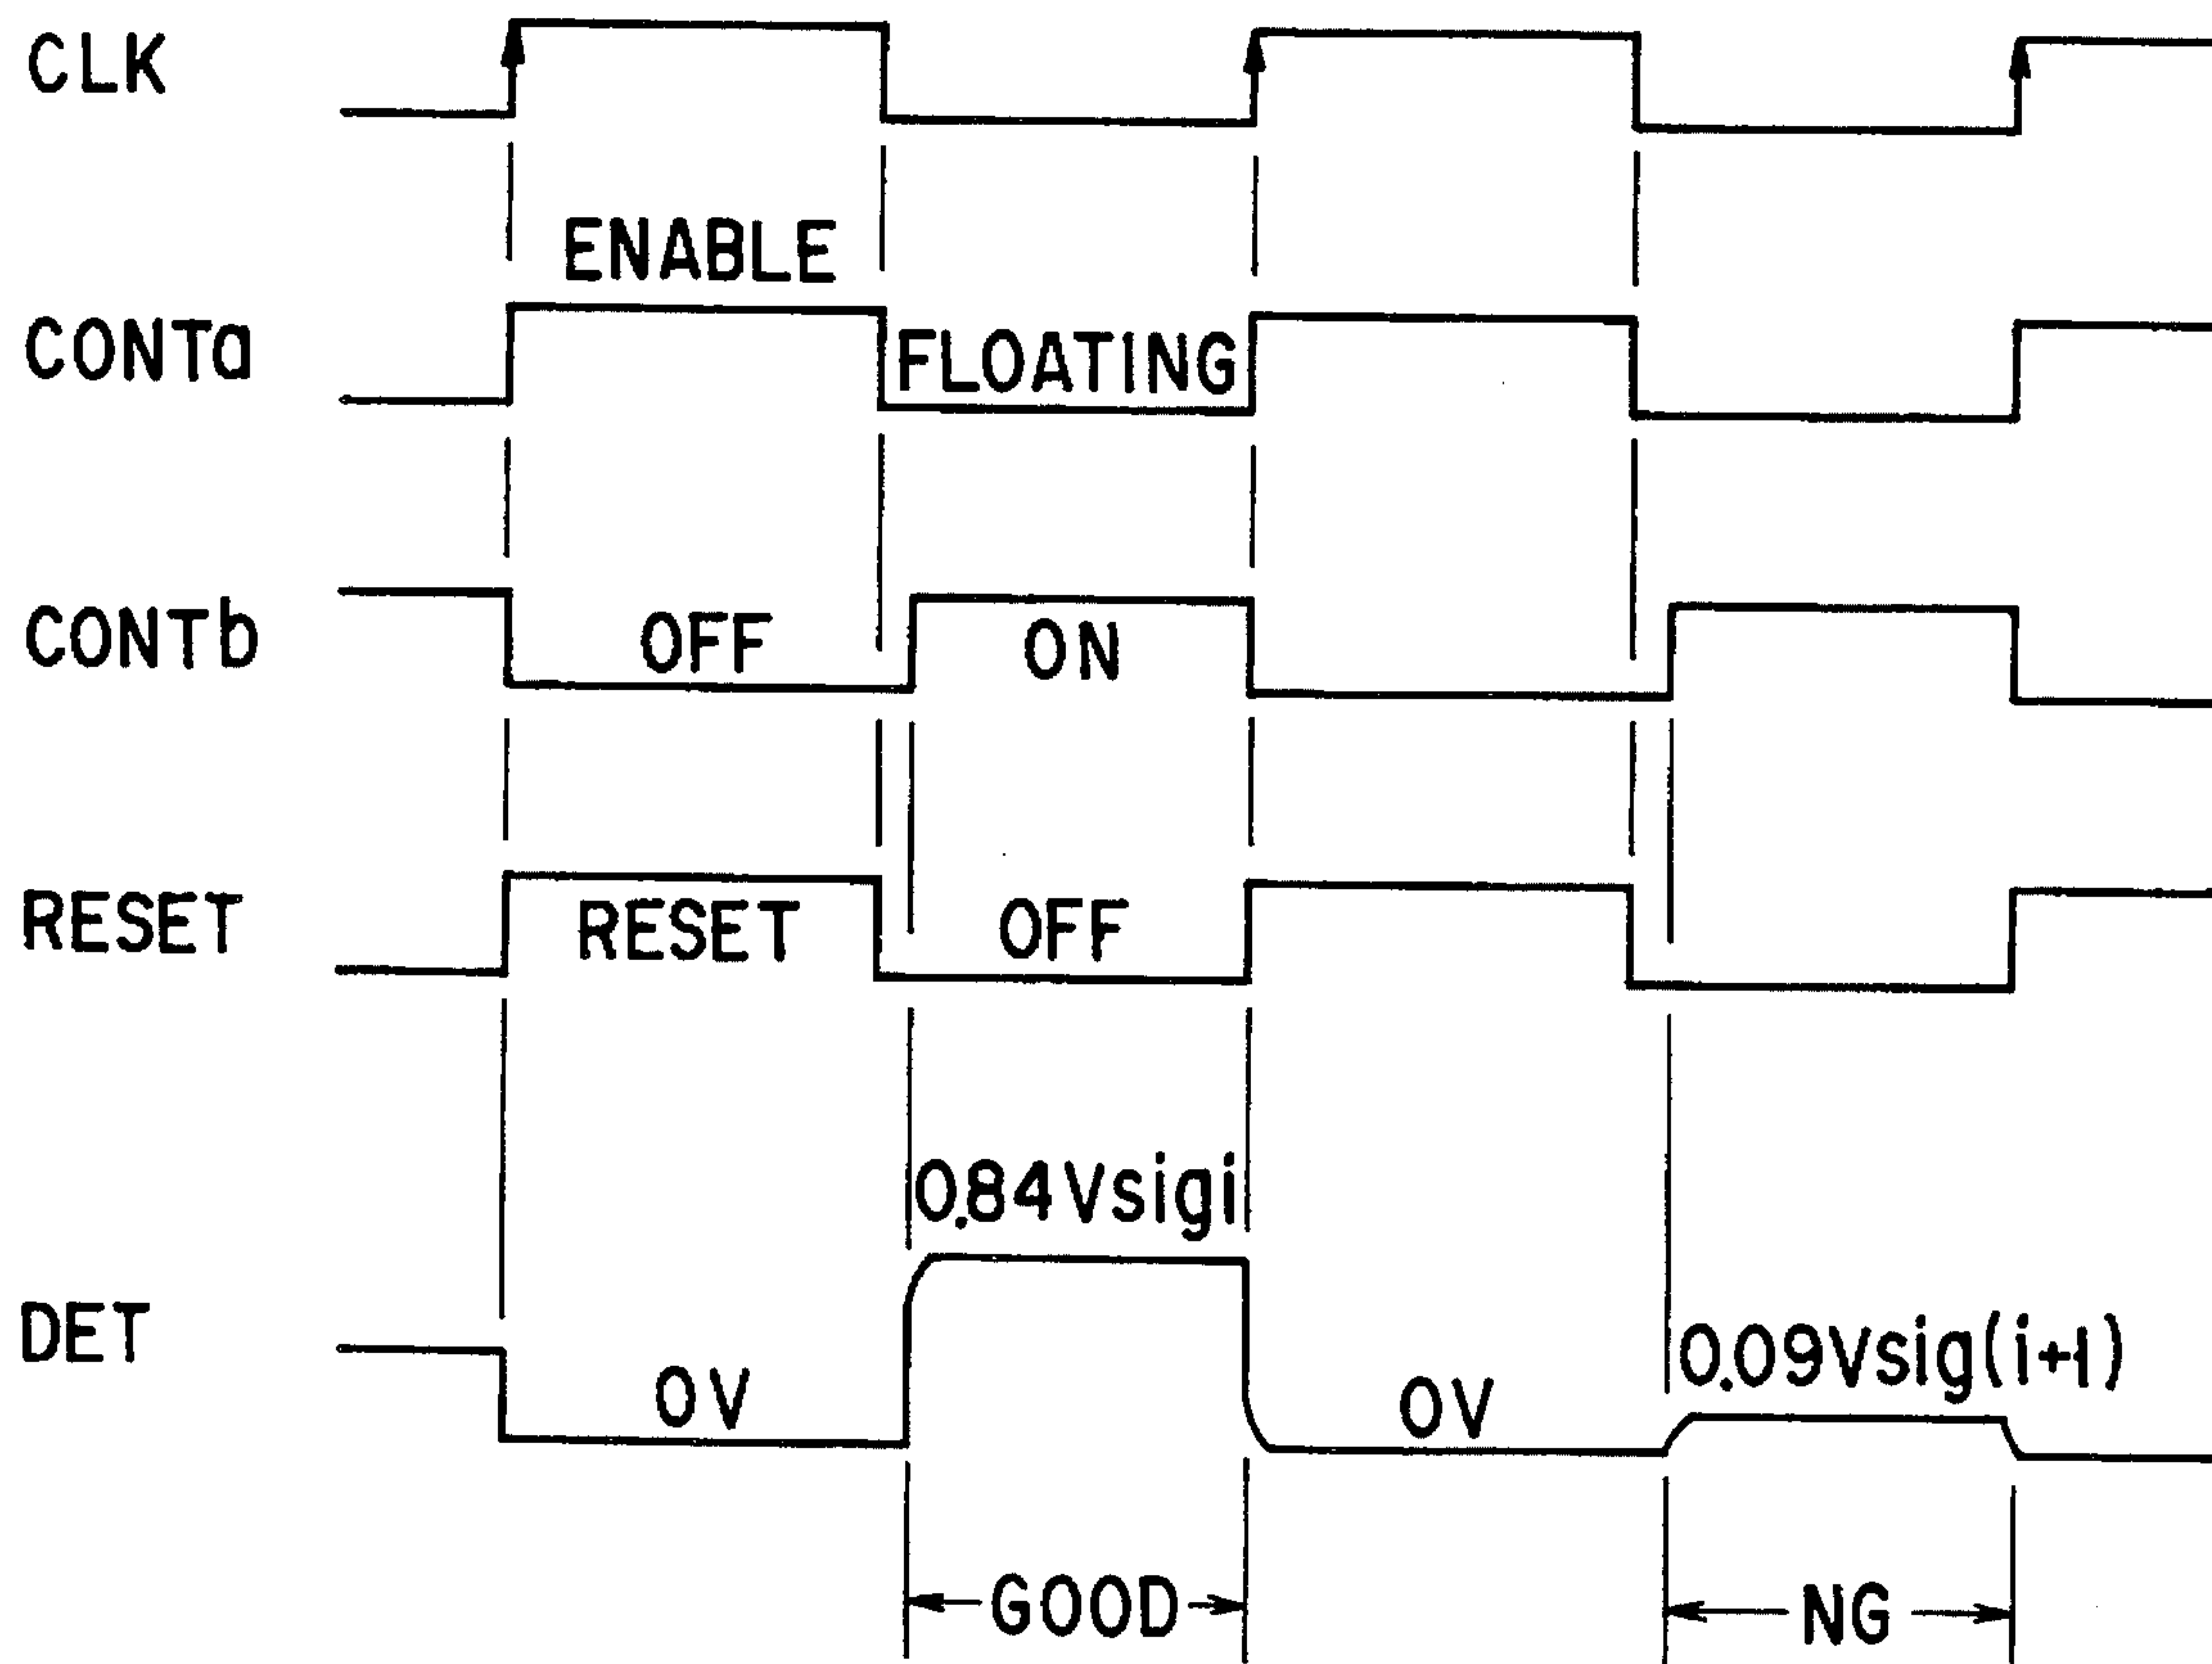 CLK
ENABLE
CONTa
FLOATING
CONTb
OFF
ON
RESET
RESET
OFF
0.84Vsigi
DET
0V
0V
0.09Vsig(i+1)
GOOD
NG